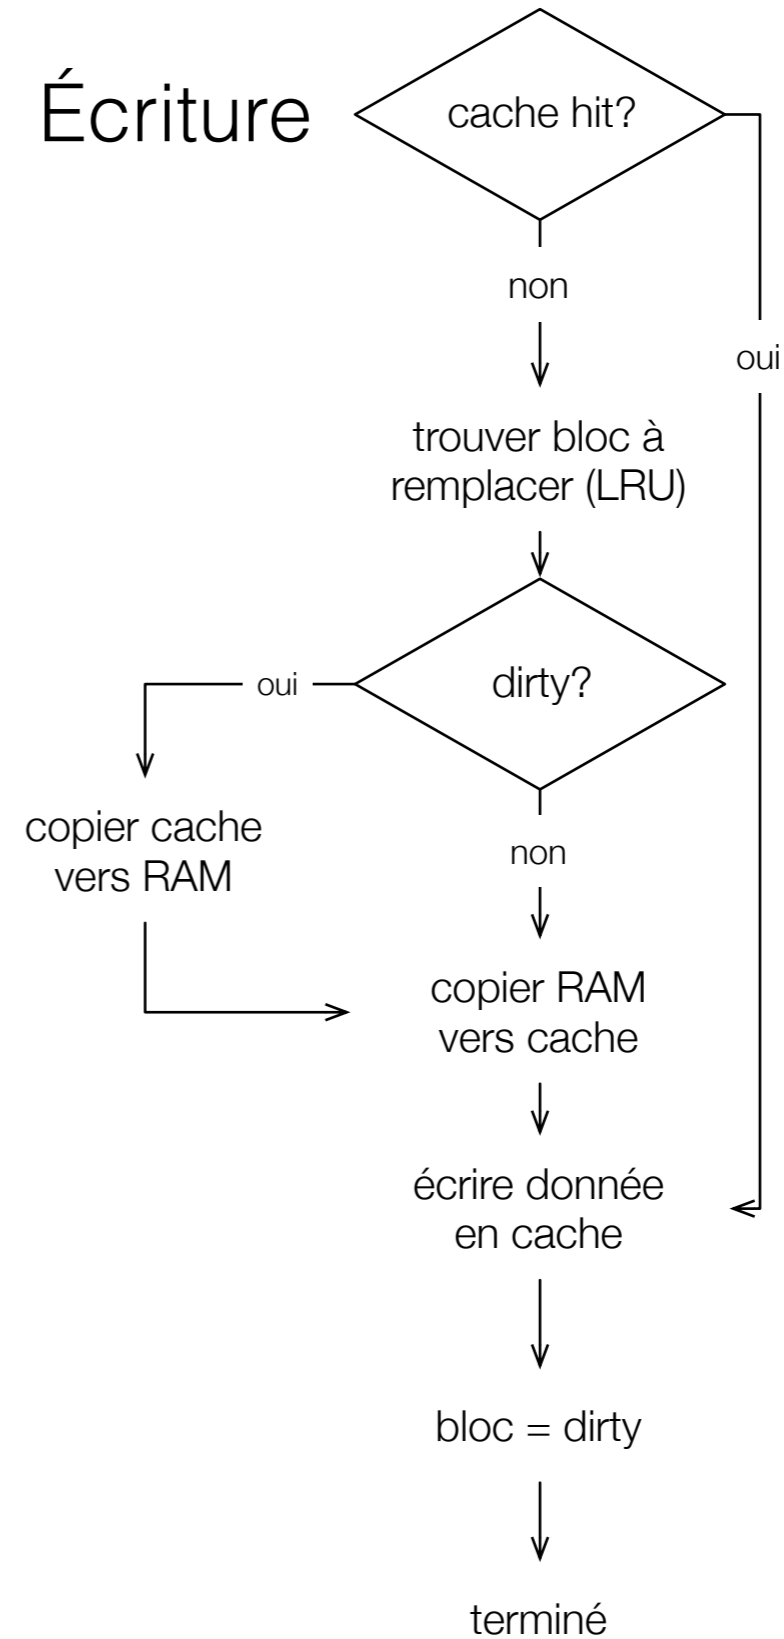 Écriture
cache hit?
non
oui
trouver bloc à
remplacer (LRU)
dirty?
oui
copier cache
vers RAM
non
copier RAM
vers cache
écrire donnée
en cache
bloc = dirty
terminé